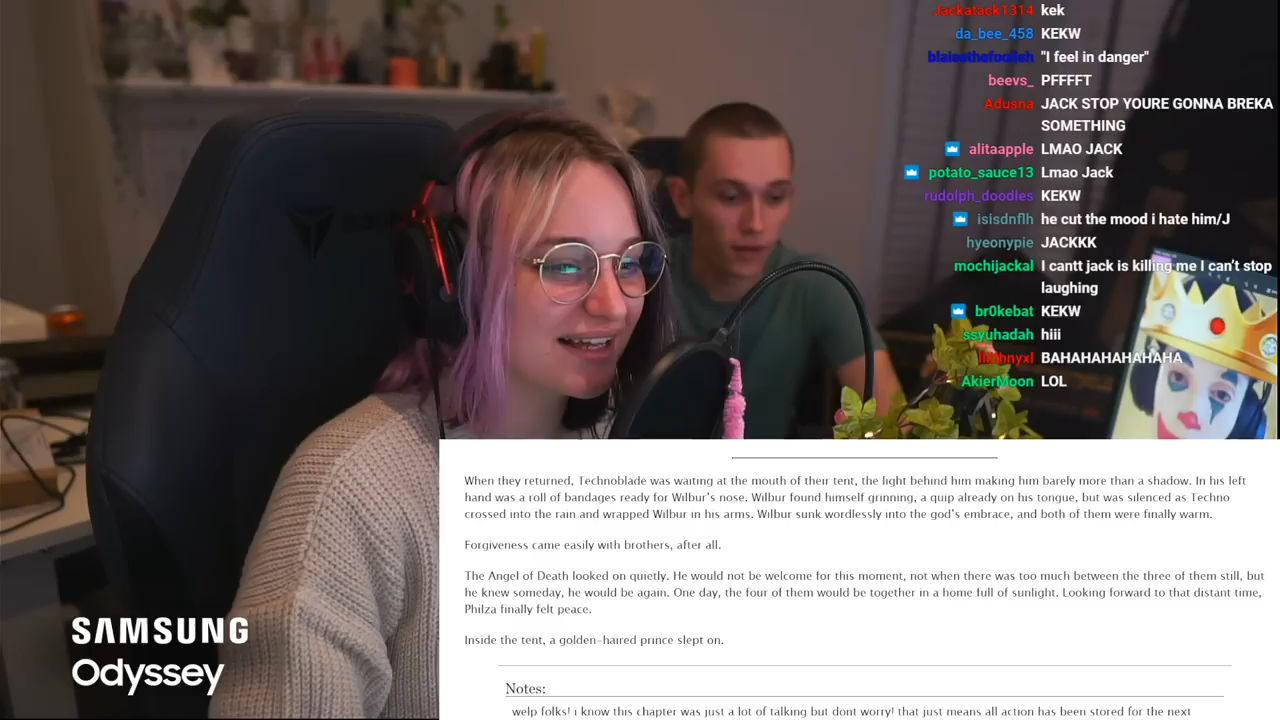 Jackatack1314 kek
da_bee_458 KEKW
blaisethefoolish "I feel in danger"
beevs_ PFFFFT
Adusna JACK STOP YOURE GONNA BREKA
SOMETHING
alitaapple LMAO JACK
potato_sauce13 Lmao Jack
rudolph_doodles KEKW
isisdnflh he cut the mood i hate him/J
hyeonypie JACKKK
mochijackal I cantt jack is killing me I can't stop
laughing
br0kebat KEKW
ssyuhadah hiii
BAHAHAHAHAHAHA
AkierMoon LOL
When they returned, Technoblade was waiting at the mouth of their tent, the light behind him making him barely more than a shadow. In his left
hand was a roll of bandages ready for Wilbur's nose. Wilbur found himself grinning, a quip already on his tongue, but was silenced as Techno
crossed into the rain and wrapped Wilbur in his arms. Wilbur sunk wordlessly into the god's embrace, and both of them were finally warm.
Forgiveness came easily with brothers, after all.
The Angel of Death looked on quietly. He would not be welcome for this moment, not when there was too much between the three of them still, but
he knew someday, he would be again. One day, the four of them would be together in a home full of sunlight. Looking forward to that distant time,
Philza finally felt peace.
Inside the tent, a golden-haired prince slept on.
Notes:
welp folks! i know this chapter was just a lot of talking but dont worry! that just means all action has been stored for the next
SAMSUNG
Odyssey